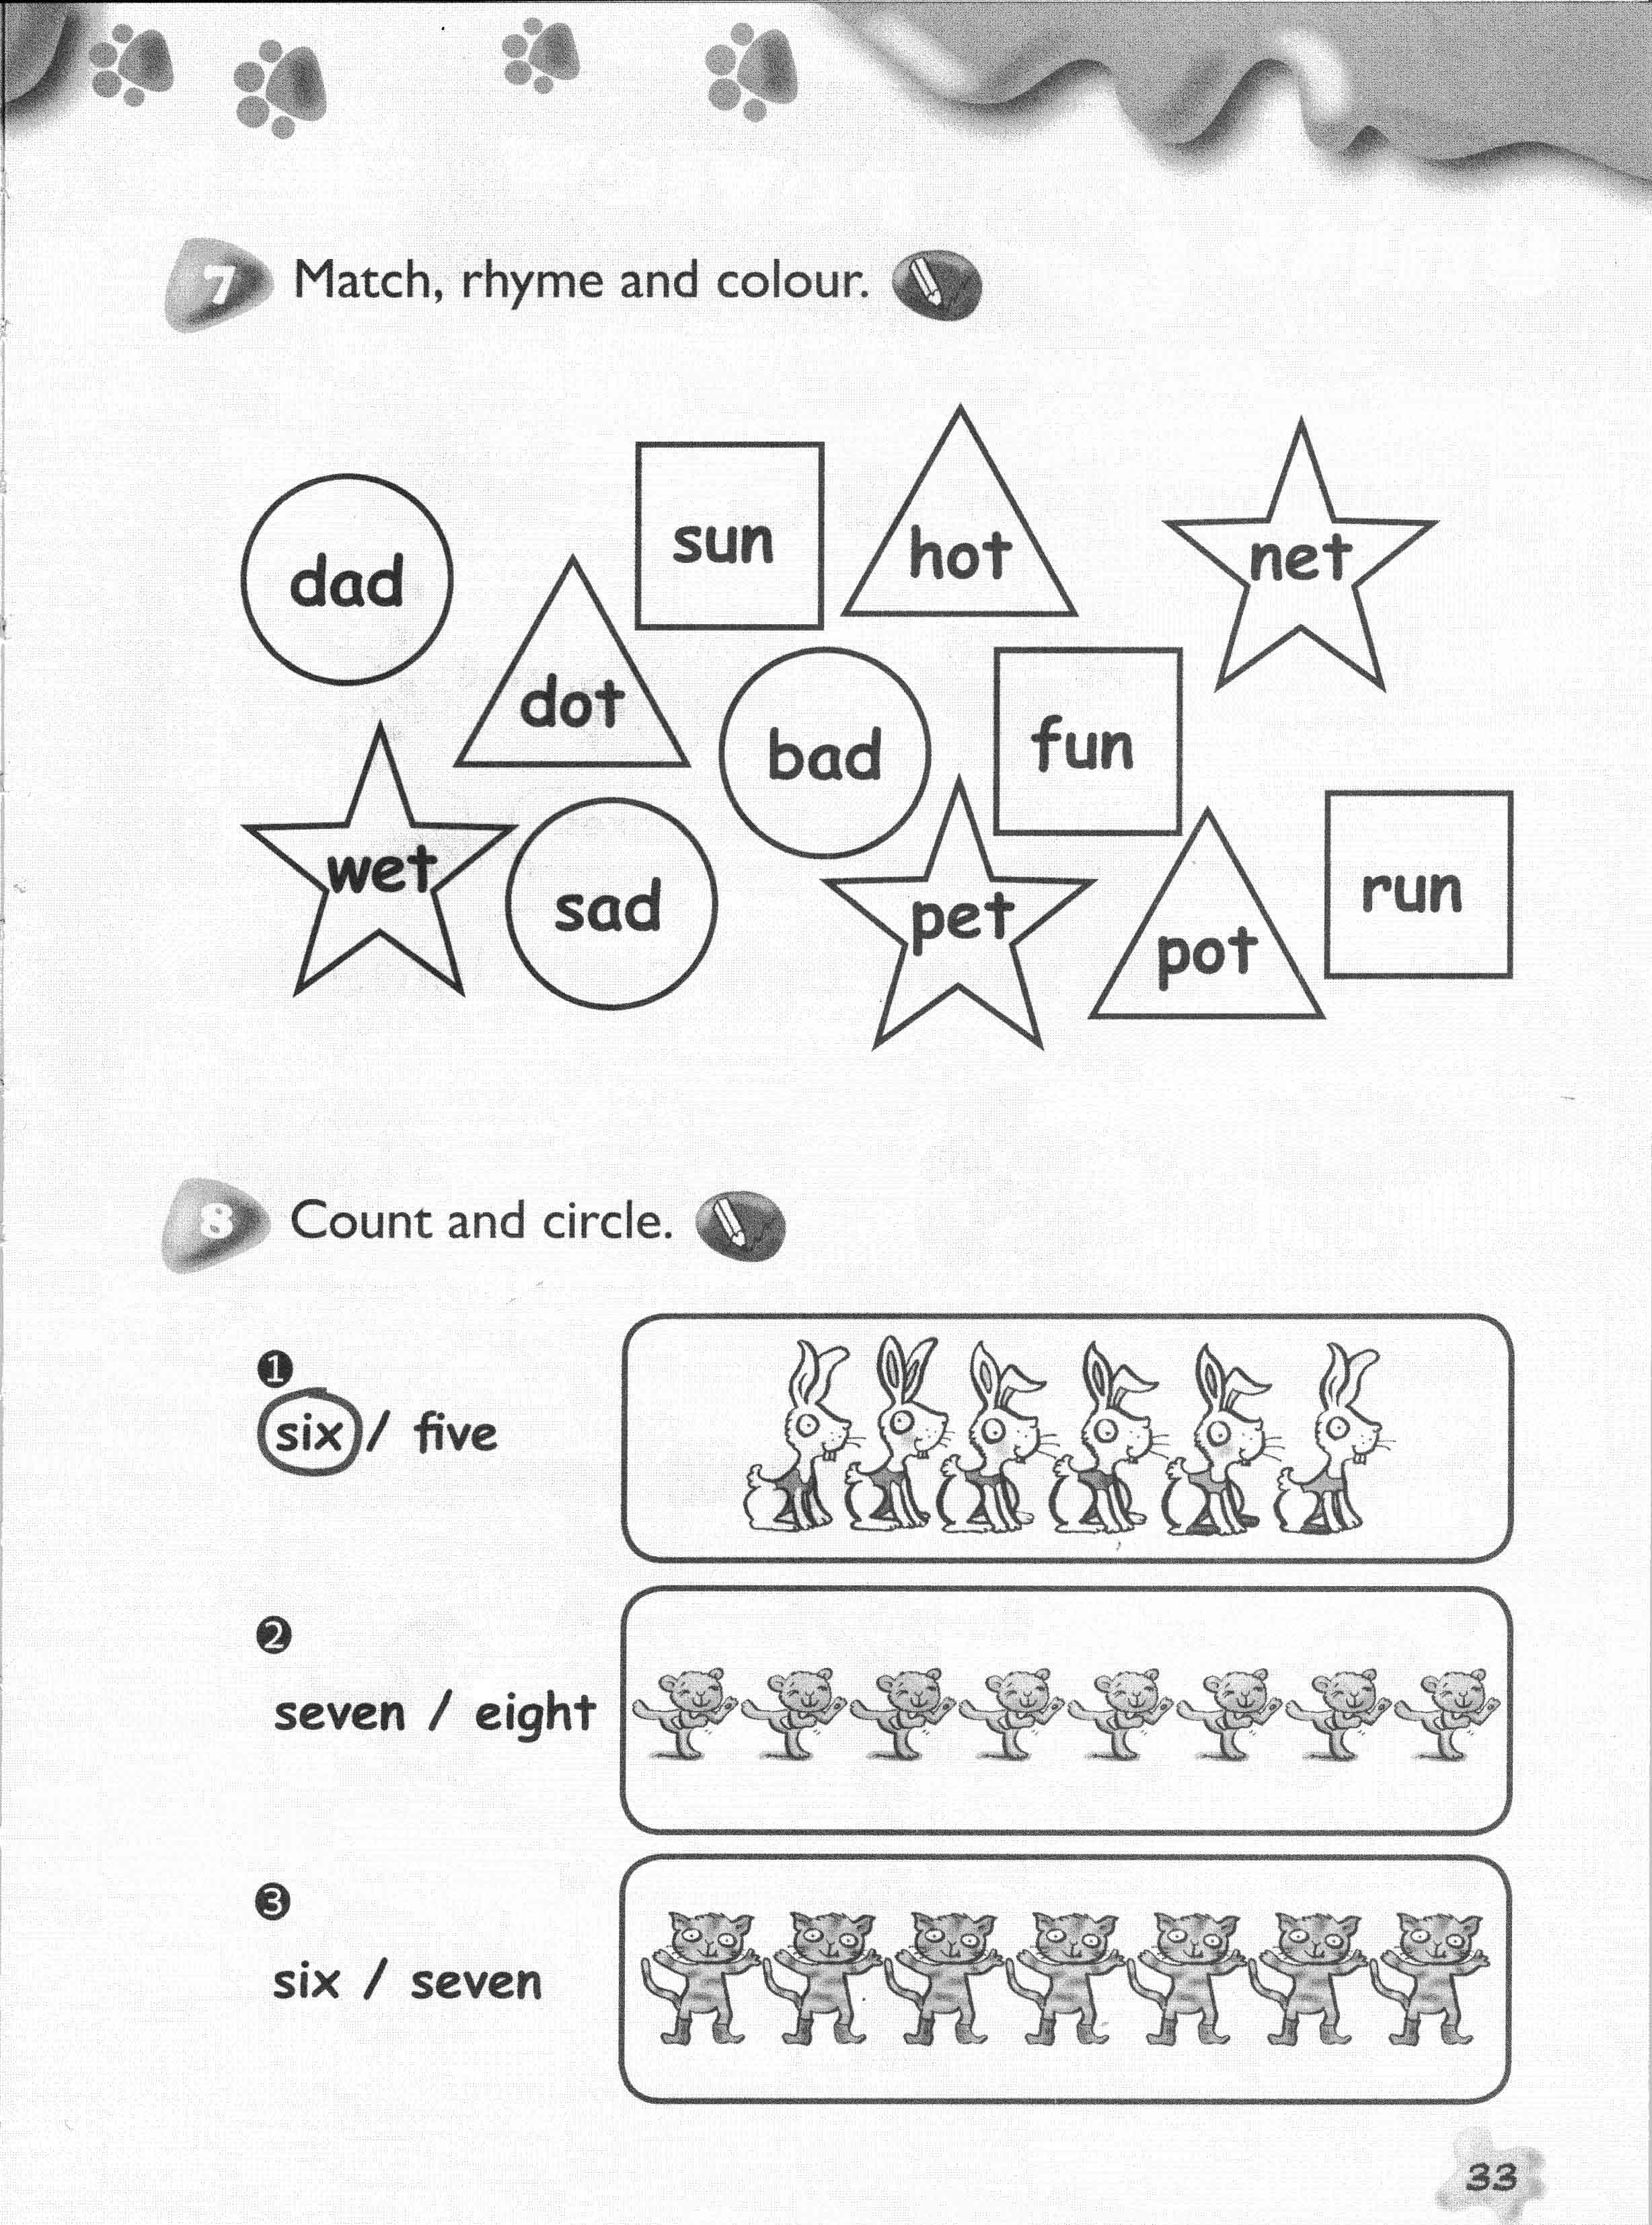 7 Match, rhyme and colour.
dad
sun
hot
net
dot
bad
fun
wet
sad
pet
pot
run
8 Count and circle.
1
six / five
2
seven / eight
3
six / seven
33